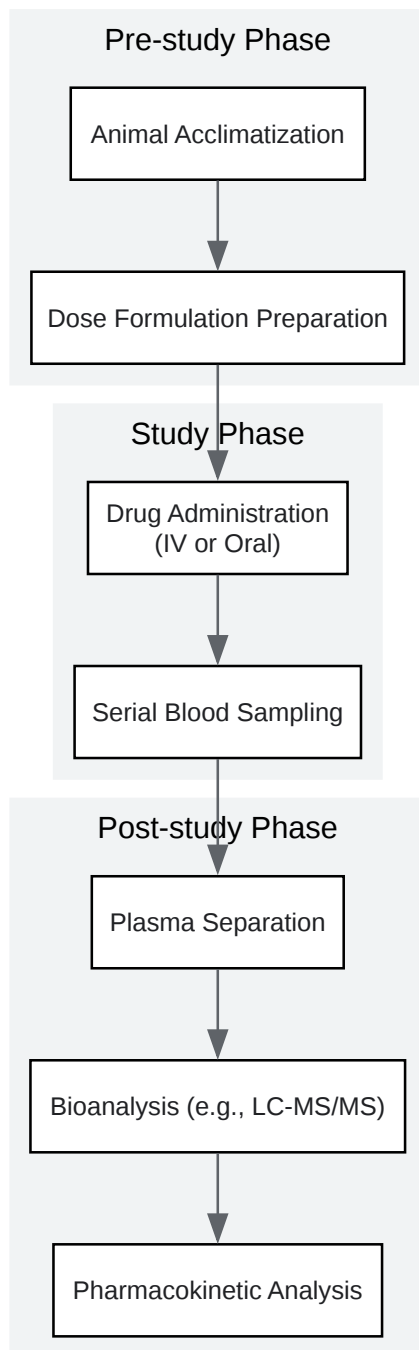 Pre-study Phase
Animal Acclimatization
Dose Formulation Preparation
Study Phase
Drug Administration
(IV or Oral)
Serial Blood Sampling
Post-study Phase
Plasma Separation
Bioanalysis (e.g., LC-MS/MS)
Pharmacokinetic Analysis